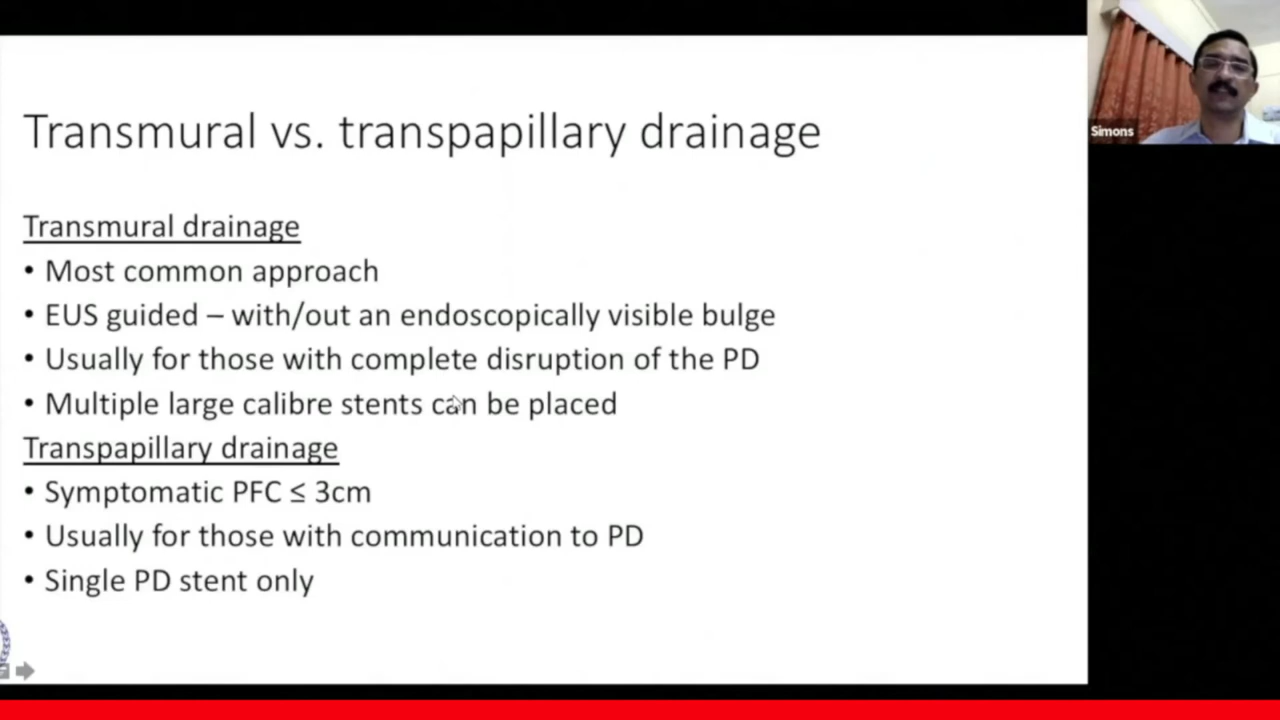 Transmural vs. transpapillary drainage
Transmural drainage
• Most common approach
• EUS guided – with/out an endoscopically visible bulge
• Usually for those with complete disruption of the PD
• Multiple large calibre stents can be placed
Transpapillary drainage
• Symptomatic PFC ≤ 3cm
• Usually for those with communication to PD
• Single PD stent only
Simons